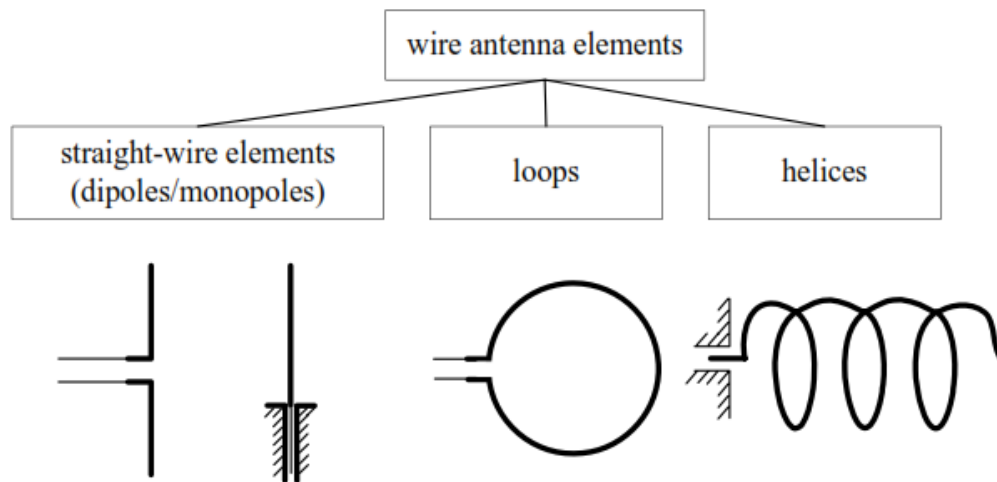 wire antenna elements
straight-wire elements
(dipoles/monopoles)
loops
helices